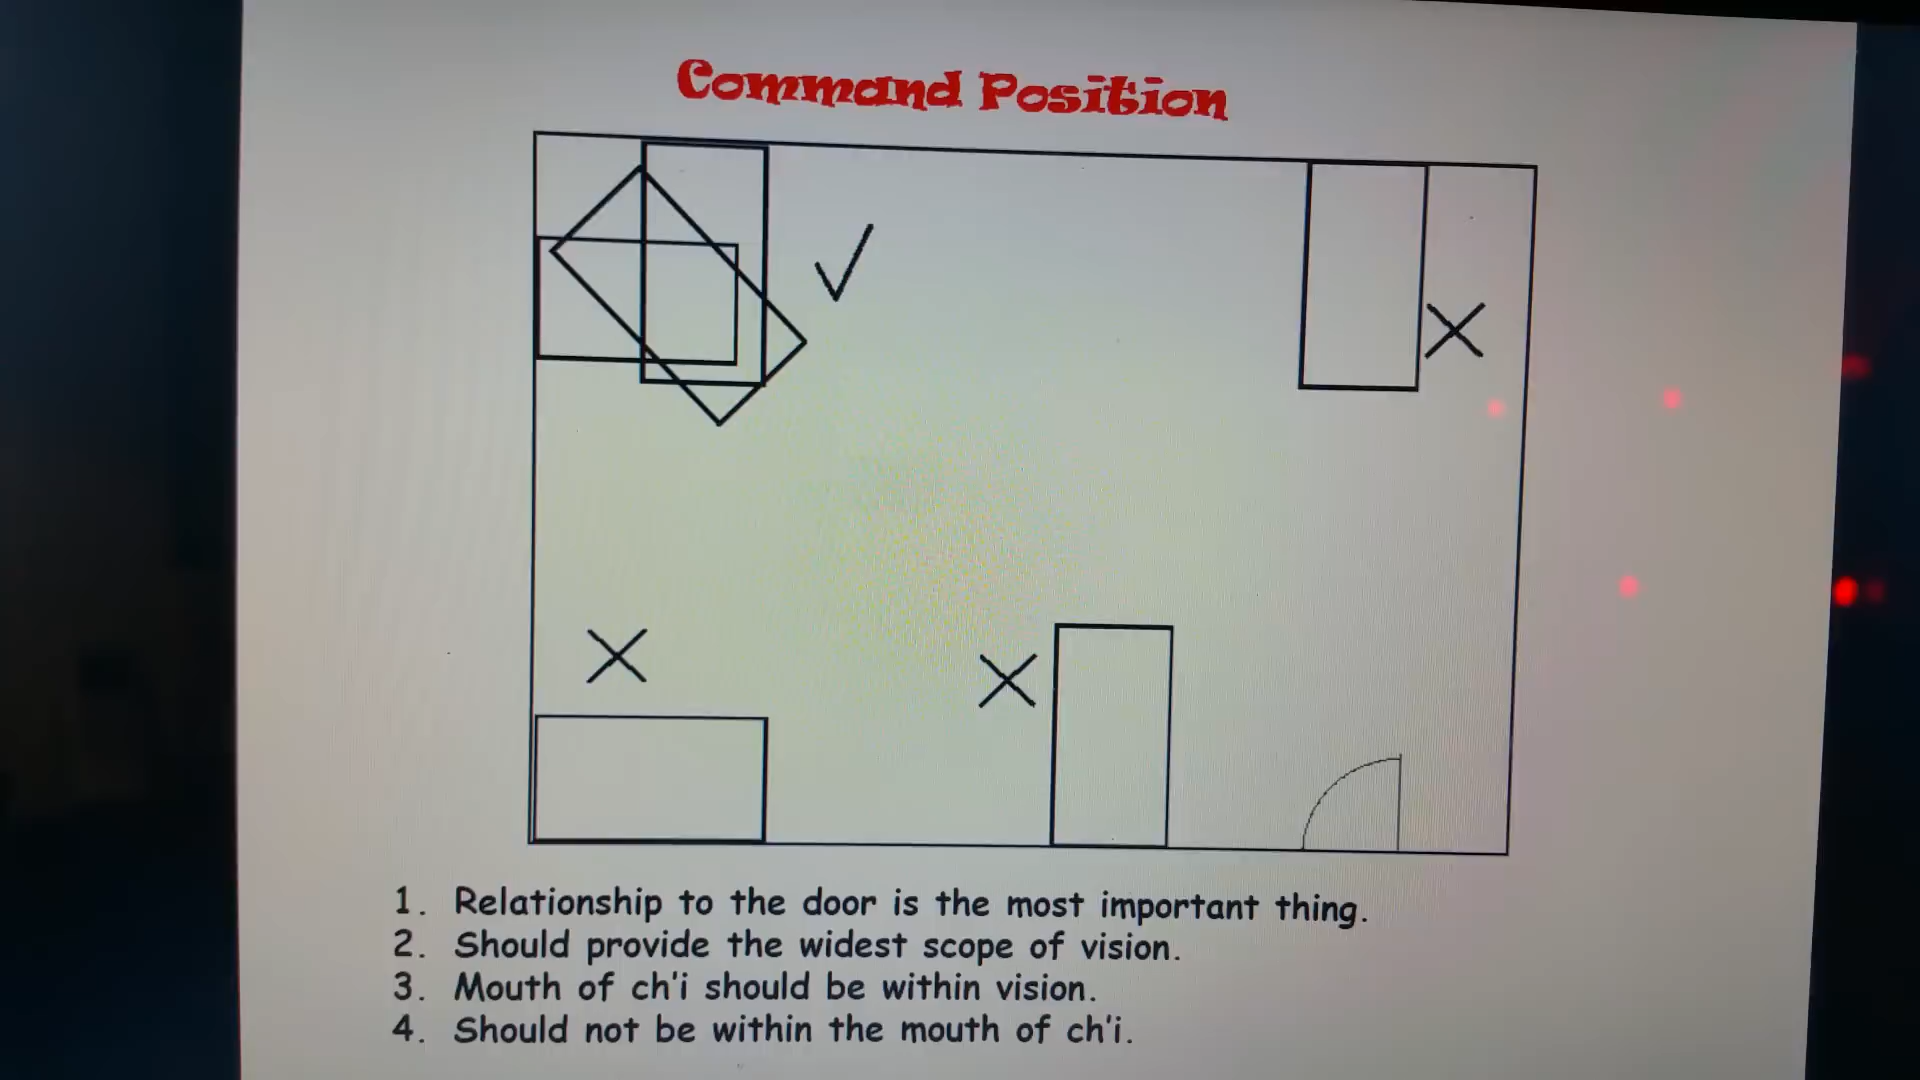 Command Position
1. Relationship to the door is the most important thing.
2. Should provide the widest scope of vision.
3. Mouth of ch'i should be within vision.
4. Should not be within the mouth of ch'i.